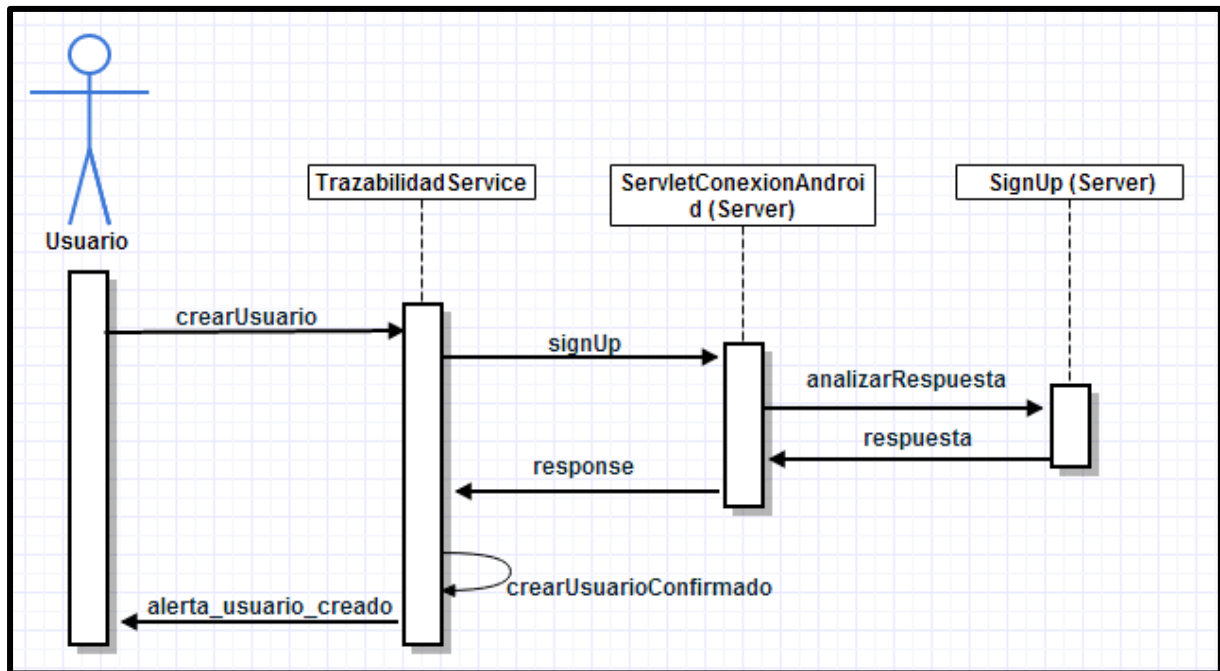 TrazabilidadService
ServletConexionAndroi
d (Server)
SignUp (Server)
Usuario
crearUsuario
signUp
analizarRespuesta
respuesta
response
crearUsuarioConfirmado
alerta_usuario_creado